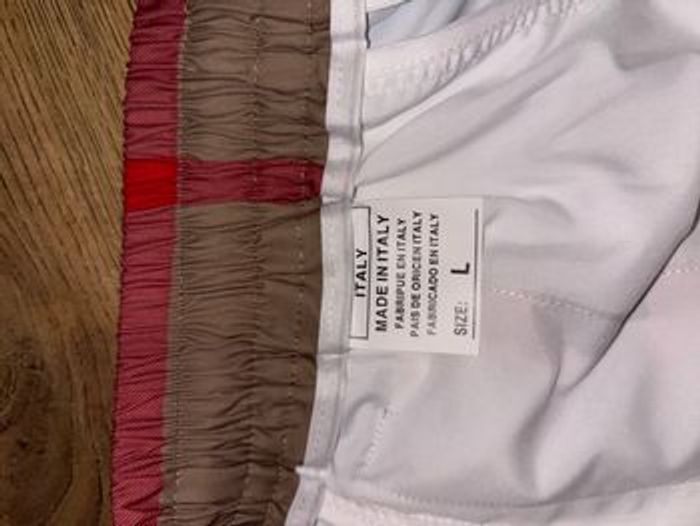 ITALY
MADE IN ITALY
FABRIPUE EN ITALY
PAIS DE ORICEN ITALY
FABRICADO EN ITALY
SIZE: L